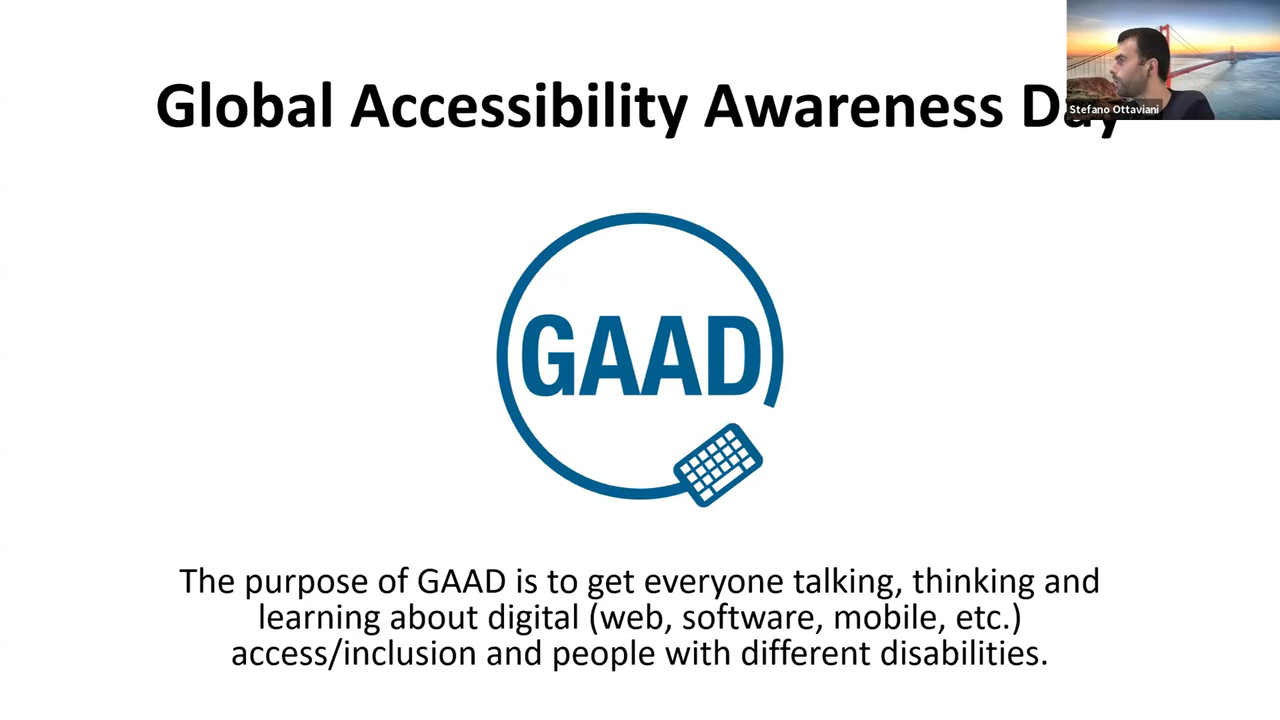 Global Accessibility Awareness Day
Stefano Ottaviani
GAAD
The purpose of GAAD is to get everyone talking, thinking and
learning about digital (web, software, mobile, etc.)
access/inclusion and people with different disabilities.